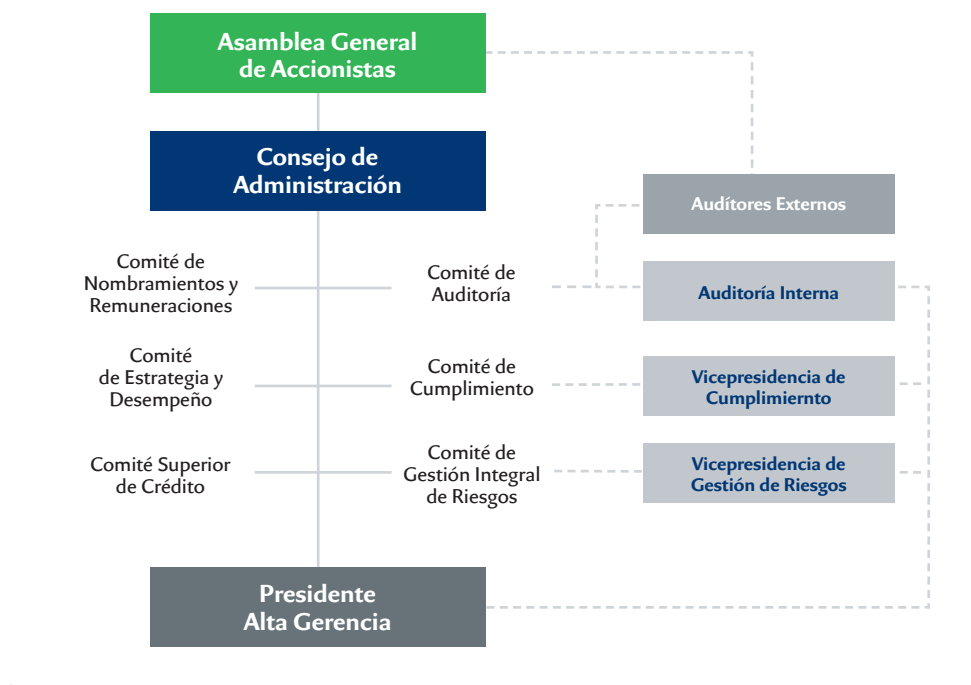 Asamblea General
de Accionistas
Consejo de
Administración
Audítores Externos
Comité de
Nombramientos y
Remuneraciones
Comité de
Auditoría
Auditoría Interna
Comité
de Estrategia y
Desempeño
Comité de
Cumplimiento
Vicepresidencia de
Cumplimiernto
Comité Superior
de Crédito
Comité de
Gestión Integral
de Riesgos
Vicepresidencia de
Gestión de Riesgos
Presidente
Alta Gerencia